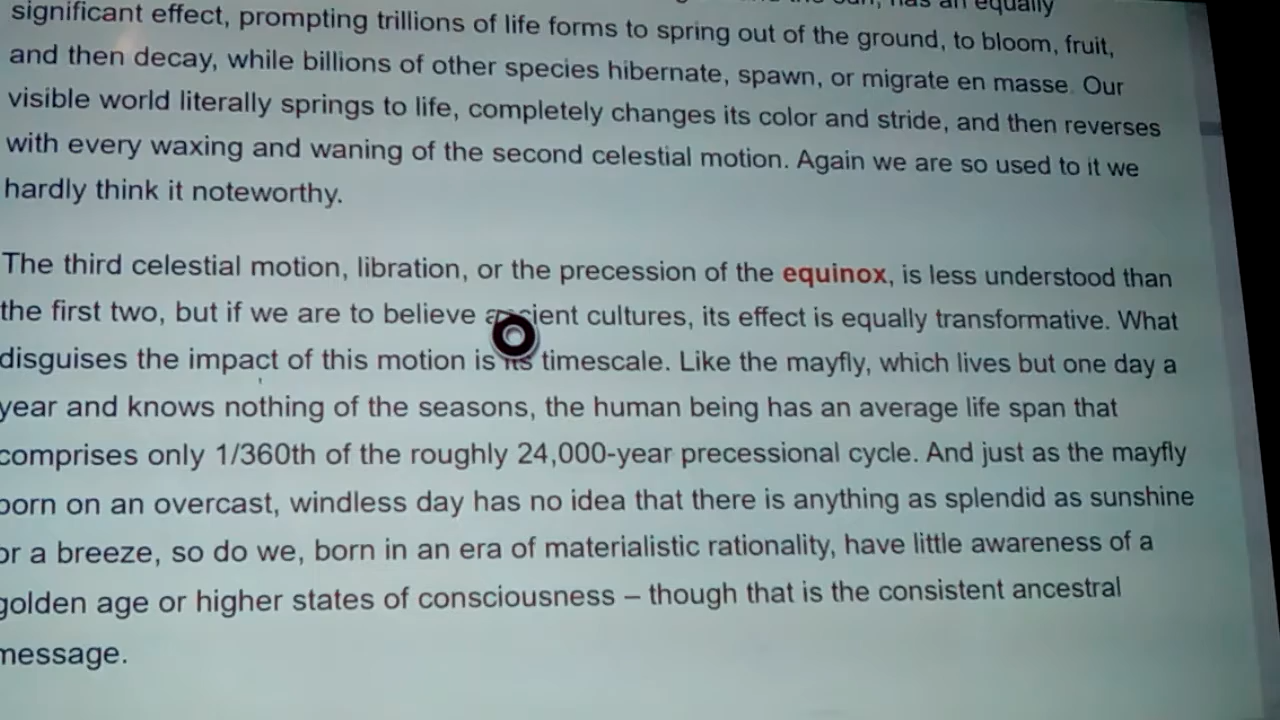 significant effect, prompting trillions of life forms to spring out of the ground, to bloom, fruit,
and then decay, while billions of other species hibernate, spawn, or migrate en masse. Our
visible world literally springs to life, completely changes its color and stride, and then reverses
with every waxing and waning of the second celestial motion. Again we are so used to it we
hardly think it noteworthy.
The third celestial motion, libration, or the precession of the equinox, is less understood than
the first two, but if we are to believe ancient cultures, its effect is equally transformative. What
disguises the impact of this motion is its timescale. Like the mayfly, which lives but one day a
year and knows nothing of the seasons, the human being has an average life span that
comprises only 1/360th of the roughly 24,000-year precessional cycle. And just as the mayfly
born on an overcast, windless day has no idea that there is anything as splendid as sunshine
or a breeze, so do we, born in an era of materialistic rationality, have little awareness of a
golden age or higher states of consciousness – though that is the consistent ancestral
message.